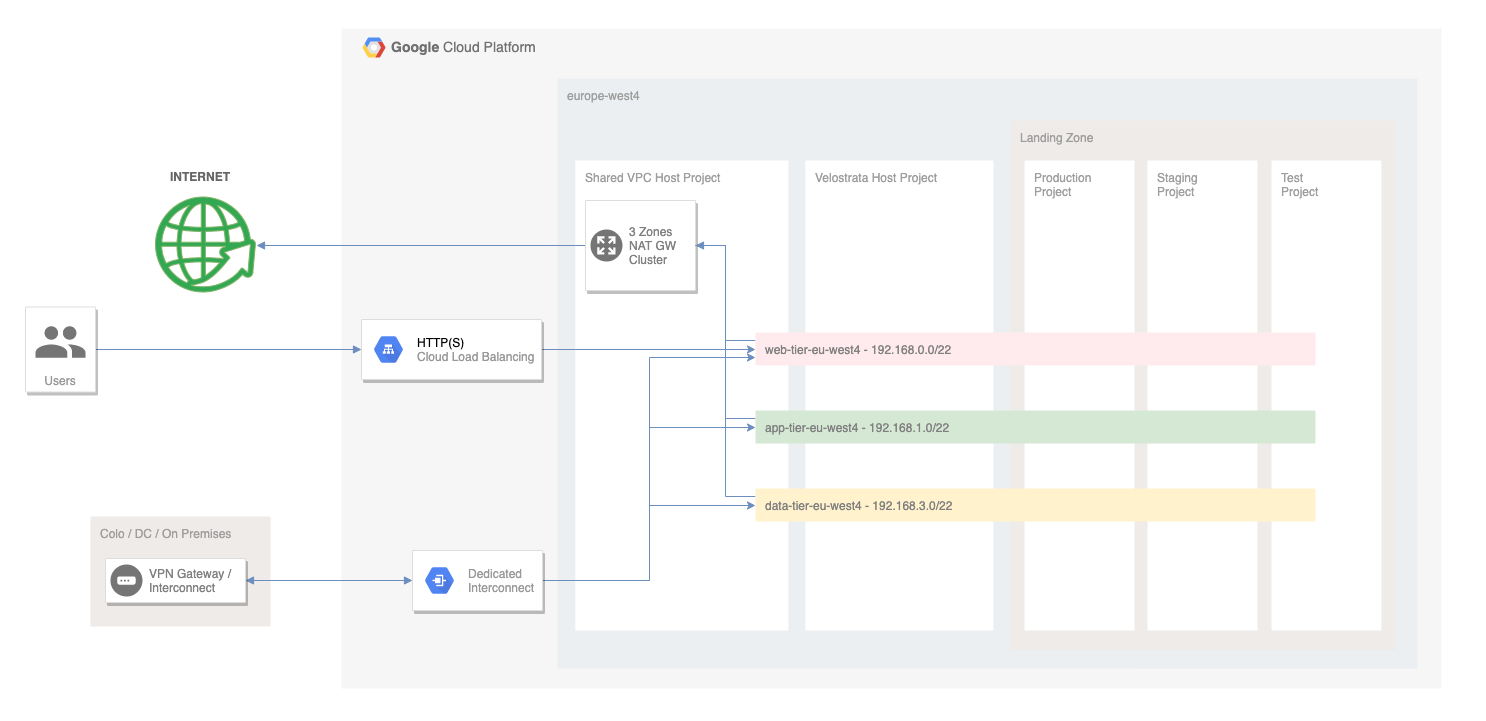 Google Cloud Platform
europe-west4
Landing Zone
INTERNET
Shared VPC Host Project
Velostrata Host Project
Production
Project
Staging
Project
Test
Project
3 Zones
NAT GW
Cluster
Users
HTTP(S)
Cloud Load Balancing
web-tier-eu-west4 - 192.168.0.0/22
app-tier-eu-west4 - 192.168.1.0/22
data-tier-eu-west4 - 192.168.3.0/22
Colo / DC / On Premises
VPN Gateway /
Interconnect
Dedicated
Interconnect